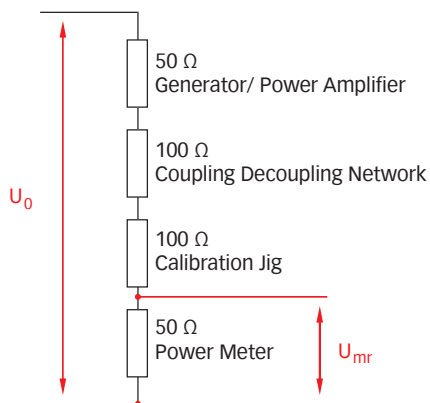 50 Ω
Generator/ Power Amplifier
100 Ω
Coupling Decoupling Network
U0
100 Ω
Calibration Jig
50 Ω
Power Meter
Umr